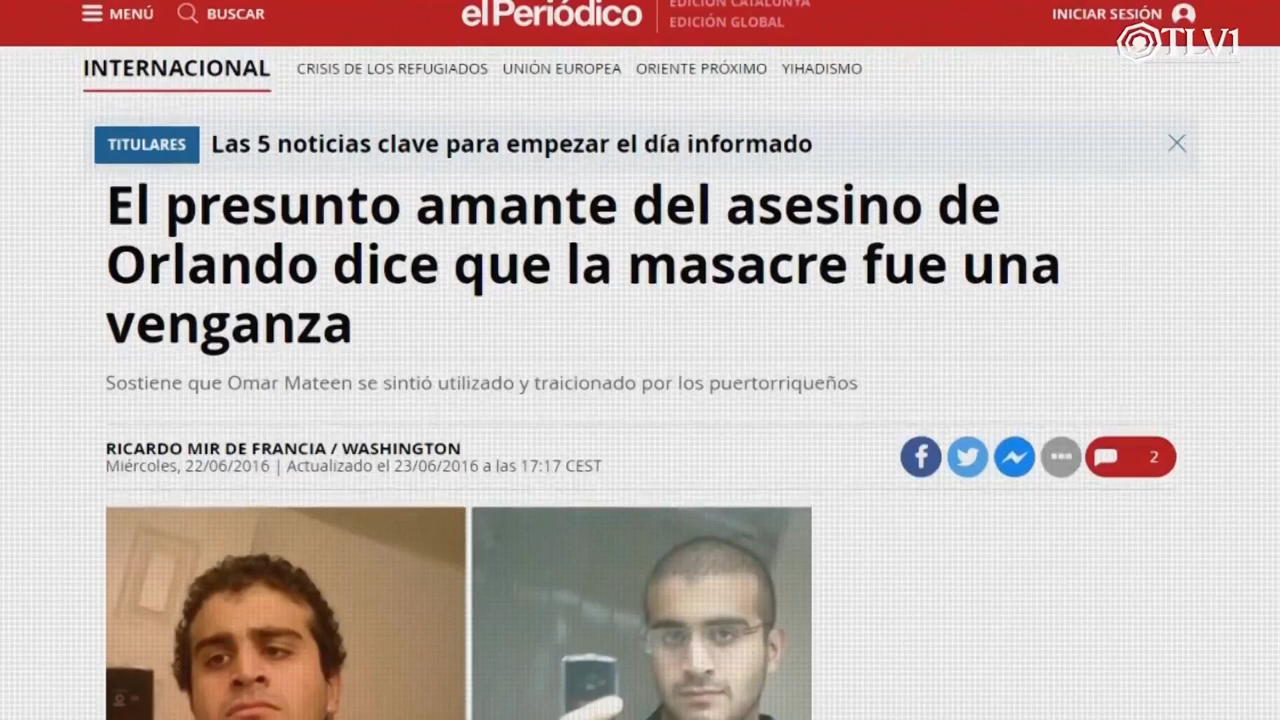 MENÚ
BUSCAR
elPeriódico
EDICIÓN CATALUNYA
EDICIÓN GLOBAL
INICIAR SESIÓN
TLV1
INTERNACIONAL
CRISIS DE LOS REFUGIADOS UNIÓN EUROPEA ORIENTE PRÓXIMO YIHADISMO
TITULARES
Las 5 noticias clave para empezar el día informado
El presunto amante del asesino de
Orlando dice que la masacre fue una
venganza
Sostiene que Omar Mateen se sintió utilizado y traicionado por los puertorriqueños
RICARDO MIR DE FRANCIA / WASHINGTON
Miércoles, 22/06/2016 | Actualizado el 23/06/2016 a las 17:17 CEST
2